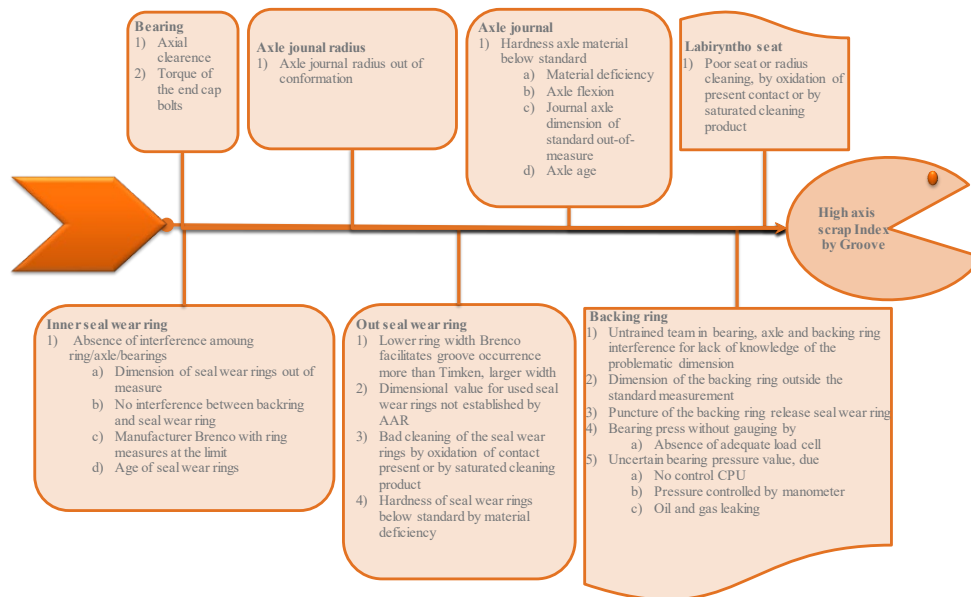 Bearing
1) Axial
clearence
2) Torque of
the end cap
bolts
Axle jounal radius
1) Axle journal radius out of
conformation
Axle journal
1) Hardness axle material
below standard
a) Material deficiency
b) Axle flexion
c) Journal axle
dimension of
standard out-of-
measure
d) Axle age
Labiryntho seat
1) Poor seat or radius
cleaning, by oxidation of
present contact or by
saturated cleaning
product
High axis
scrap Index
by Groove
Inner seal wear ring
1) Absence of interference amoung
ring/axle/bearings
a) Dimension of seal wear rings out of
measure
b) No interference between backring
and seal wear ring
c) Manufacturer Brenco with ring
measures at the limit
d) Age of seal wear rings
Out seal wear ring
1) Lower ring width Brenco
facilitates groove occurrence
more than Timken, larger width
2) Dimensional value for used seal
wear rings not established by
AAR
3) Bad cleaning of the seal wear
rings by oxidation of contact
present or by saturated cleaning
product
4) Hardness of seal wear rings
below standard by material
deficiency
Backing ring
1) Untrained team in bearing, axle and backing ring
interference for lack of knowledge of the
problematic dimension
2) Dimension of the backing ring outside the
standard measurement
3) Puncture of the backing ring release seal wear ring
4) Bearing press without gauging by
a) Absence of adequate load cell
5) Uncertain bearing pressure value, due
a) No control CPU
b) Pressure controlled by manometer
c) Oil and gas leaking